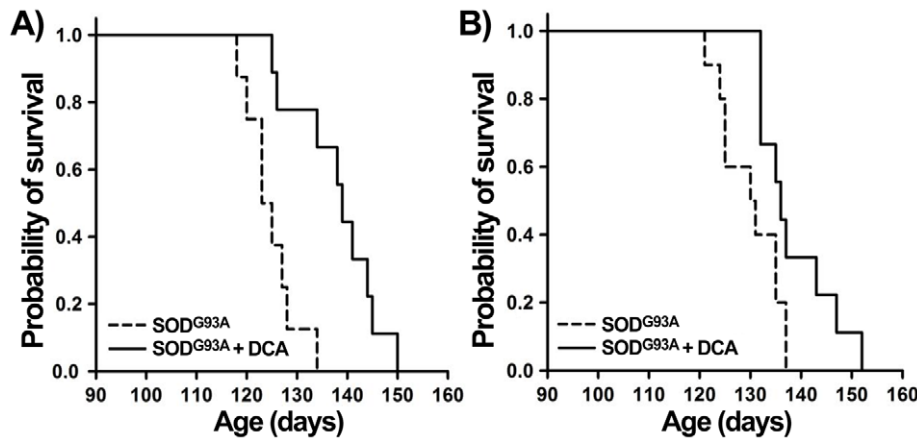 A)
Probability of survival
1.0
0.8
0.6
0.4
0.2
0.0
SODG93A
SODG93A + DCA
90 100 110 120 130 140 150 160
Age (days)
B)
Probability of survival
1.0
0.8
0.6
0.4
0.2
0.0
SODG93A
SODG93A + DCA
90 100 110 120 130 140 150 160
Age (days)